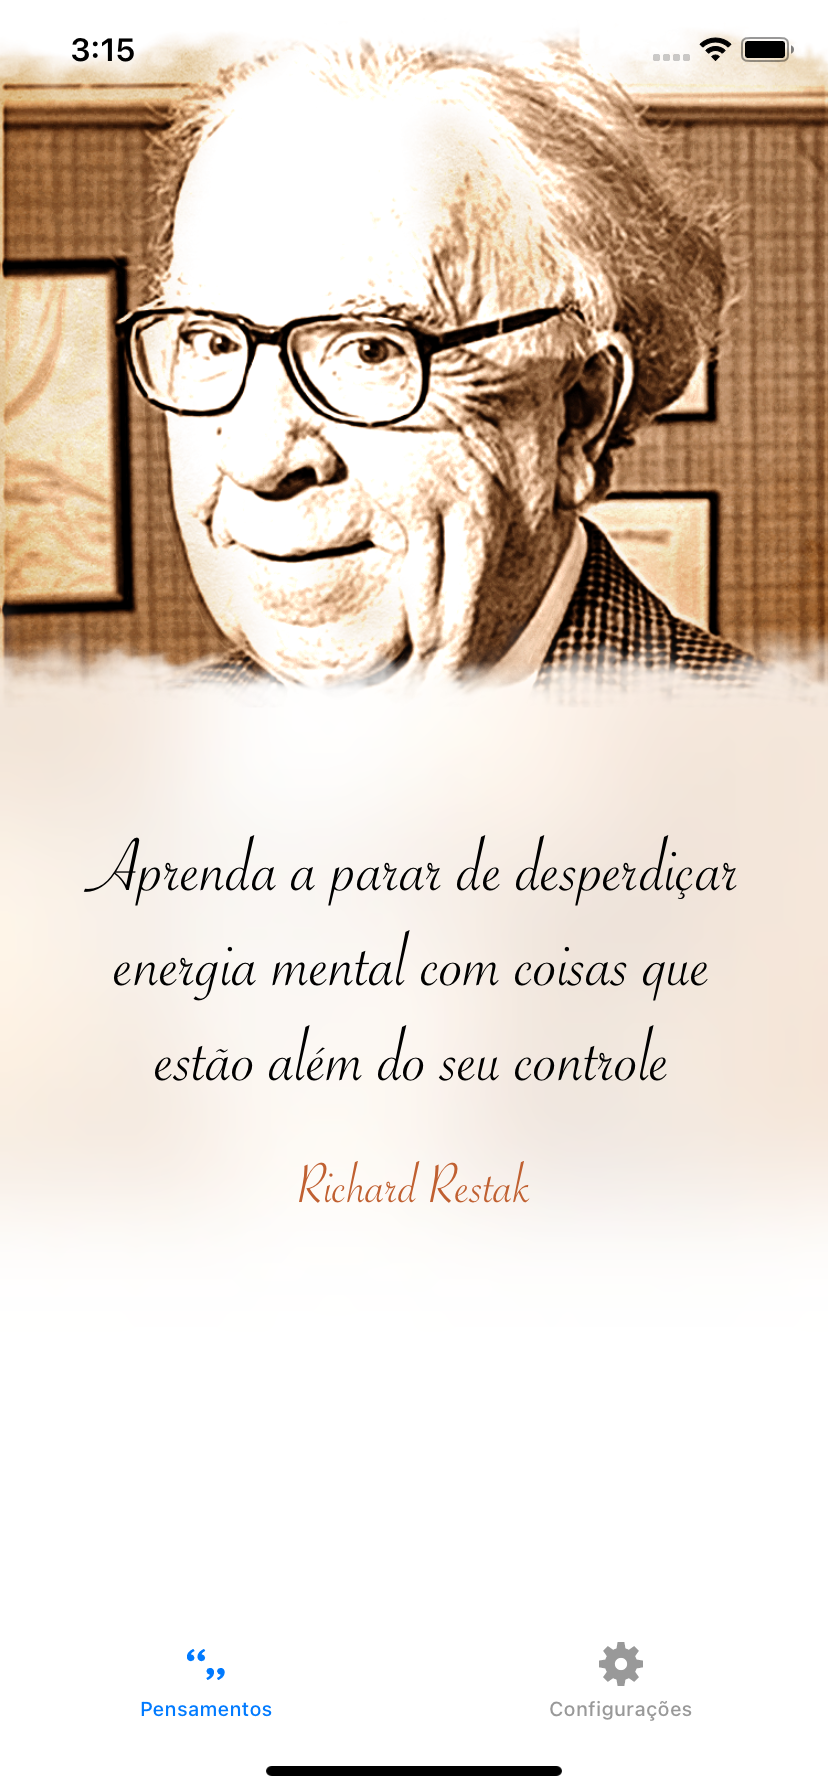 3:15
Aprenda a parar de desperdiçar
energia mental com coisas que
estão além do seu controle
Richard Restak
Pensamentos
Configurações